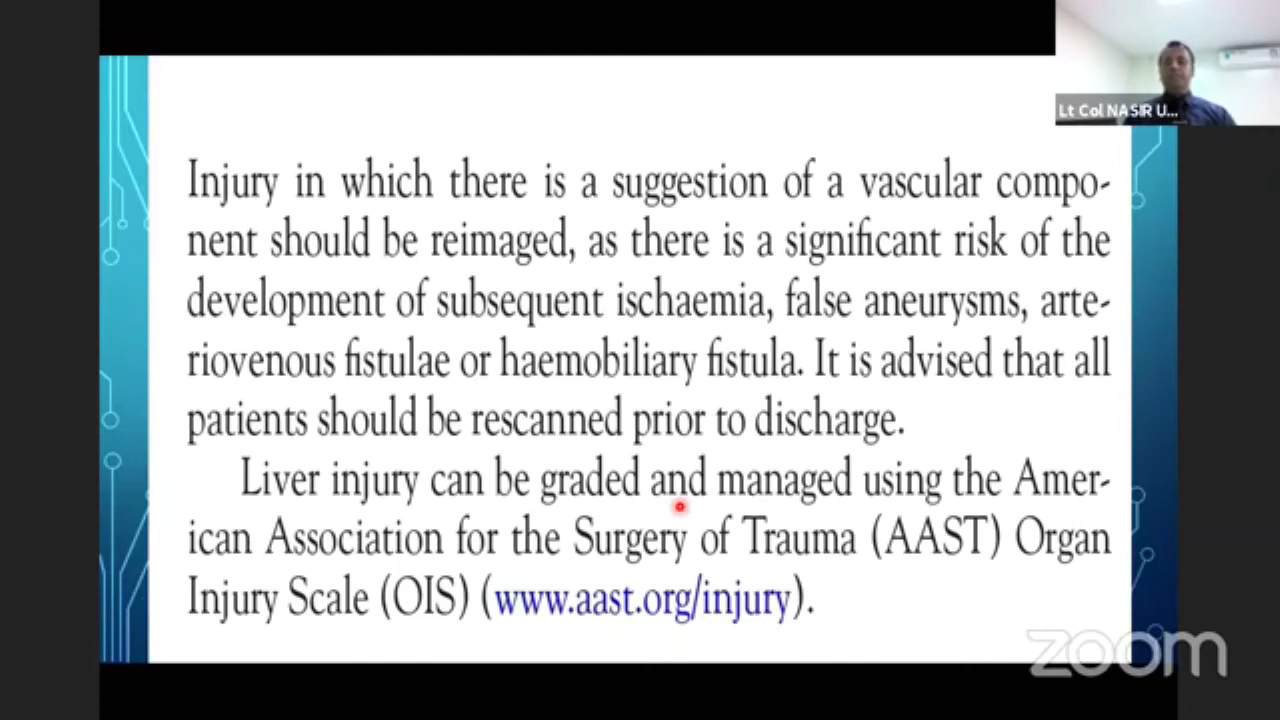 Lt Col NASIR U...
Injury in which there is a suggestion of a vascular compo-
nent should be reimaged, as there is a significant risk of the
development of subsequent ischaemia, false aneurysms, arte-
riovenous fistulae or haemobiliary fistula. It is advised that all
patients should be rescanned prior to discharge.
Liver injury can be graded and managed using the Amer-
ican Association for the Surgery of Trauma (AAST) Organ
Injury Scale (OIS) (www.aast.org/injury).
zoom